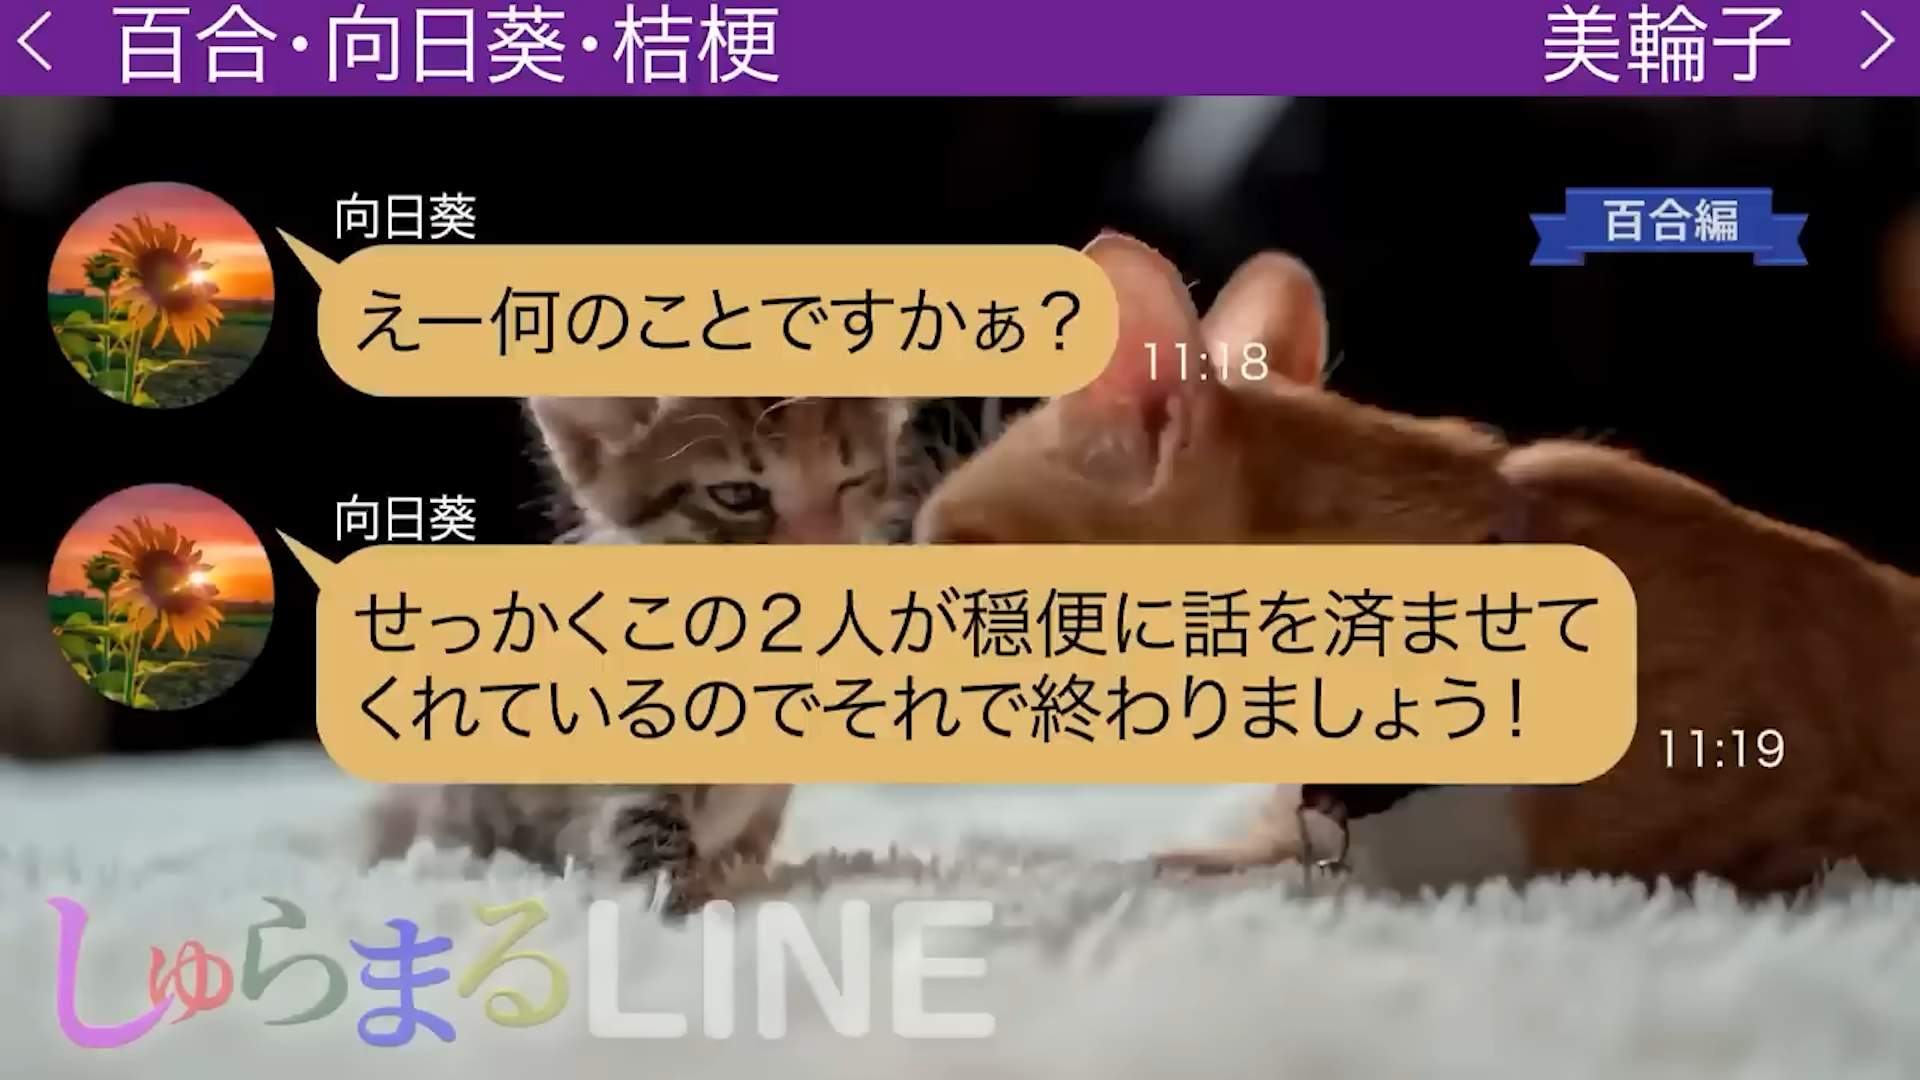 百合・向日葵・桔梗
美輪子
百合編
向日葵
えー何のことですかぁ？
11:18
向日葵
せっかくこの２人が穏便に話を済ませて
くれているのでそれで終わりましょう！
11:19
しゅらまるLINE